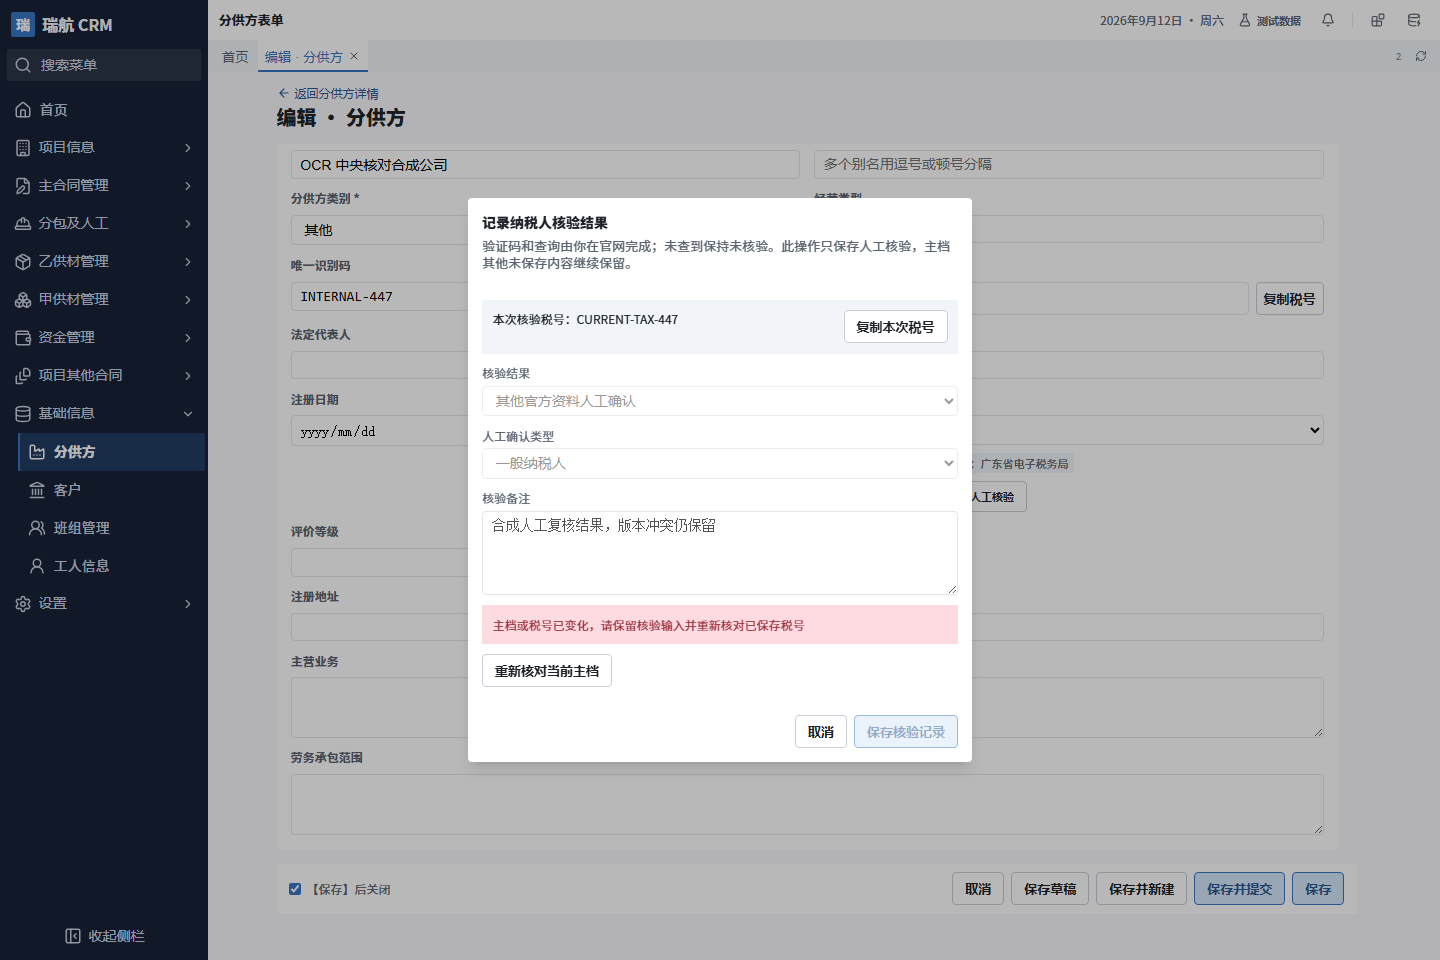 瑞 瑞航 CRM
搜索菜单
首页
项目信息
主合同管理
分包及人工
乙供材管理
甲供材管理
资金管理
项目其他合同
基础信息
分供方
客户
班组管理
工人信息
设置
收起侧栏
分供方表单
2026年9月12日 • 周六 测试数据
首页 编辑 · 分供方 ×
2
← 返回分供方详情
编辑 • 分供方
OCR 中央核对合成公司
多个别名用逗号或顿号分隔
分供方类别 *
其他
唯一识别码
INTERNAL-447
复制税号
法定代表人
注册日期
yyyy/mm/dd
：广东省电子税务局
人工核验
评价等级
注册地址
主营业务
劳务承包范围
记录纳税人核验结果
验证码和查询由你在官网完成；未查到保持未核验。此操作只保存人工核验，主档
其他未保存内容继续保留。
本次核验税号：CURRENT-TAX-447
复制本次税号
核验结果
其他官方资料人工确认
人工确认类型
一般纳税人
核验备注
合成人工复核结果，版本冲突仍保留
主档或税号已变化，请保留核验输入并重新核对已保存税号
重新核对当前主档
取消 保存核验记录
【保存】后关闭
取消 保存草稿 保存并新建 保存并提交 保存